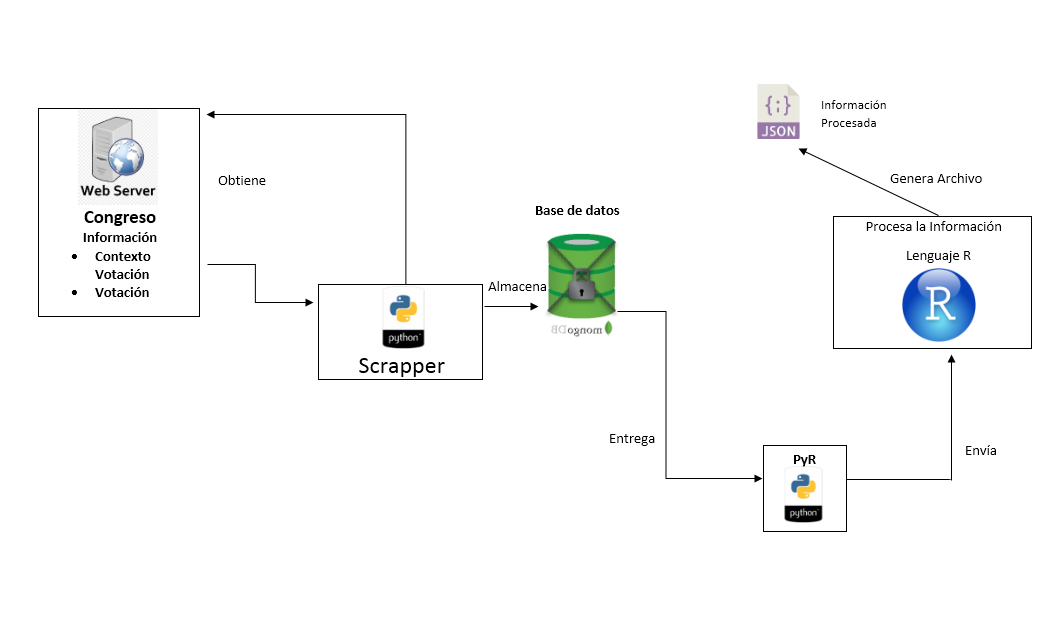 Web Server
Congreso
Información
• Contexto
Votación
• Votación
Obtiene
python
Scrapper
Almacena
Base de datos
mongoDB
Entrega
PyR
python
Envía
Procesa la Información
Lenguaje R
R
Genera Archivo
{;}
JSON
Información
Procesada